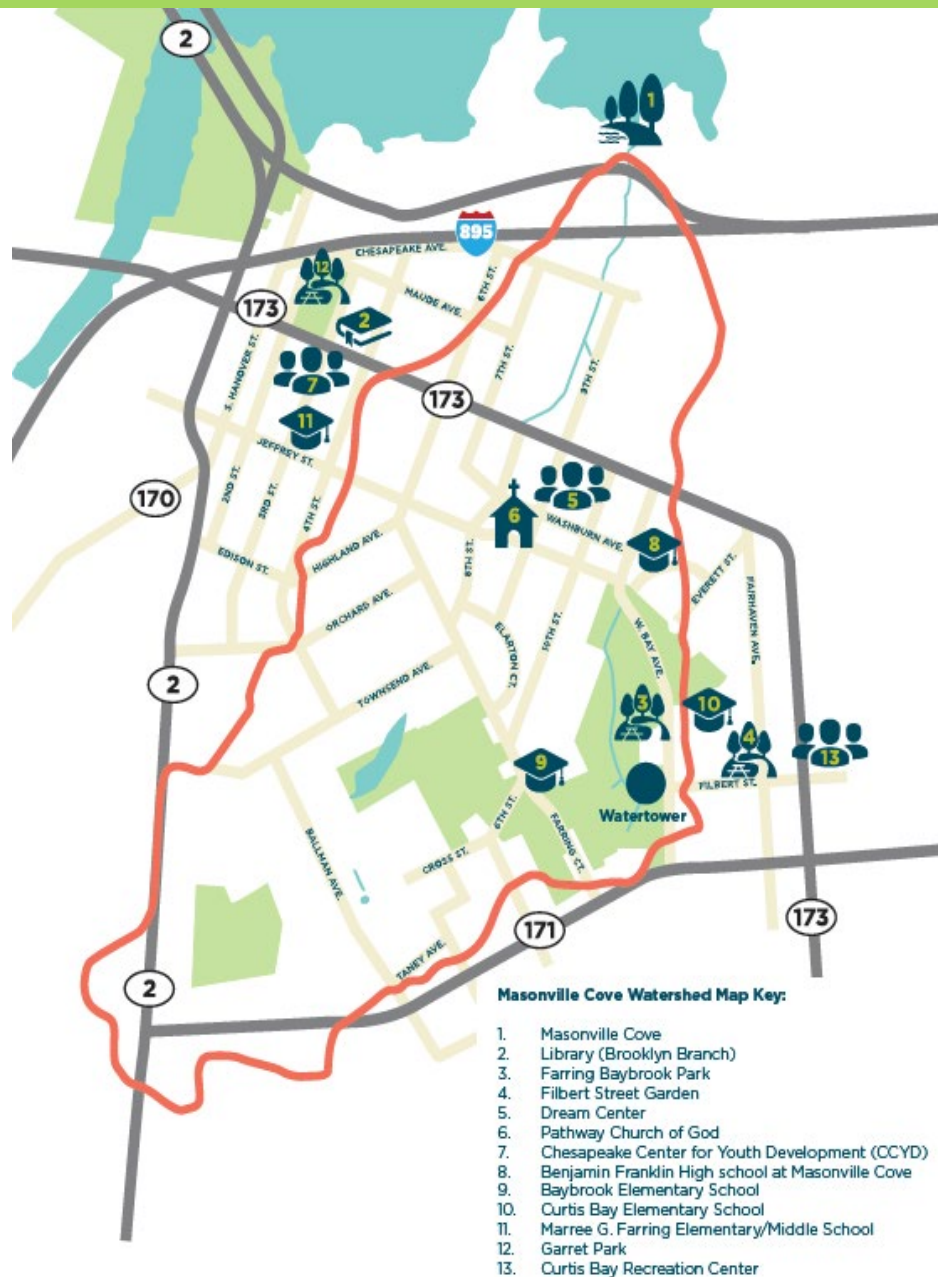 2
1
895
CHESAPEAKE AVE.
12
6TH ST.
MAUDE AVE.
173
2
S. HANOVER ST.
7TH ST.
9TH ST.
7
173
11
JEFFREY ST.
170
2ND ST.
3RD ST.
4TH ST.
5
6
WASHBURN AVE.
8
EDISON ST.
HIGHLAND AVE.
8TH ST.
EVERETT ST.
FAIRHAVEN AVE.
ORCHARD AVE.
ELARTON CT.
10TH ST.
W. BAY AVE.
2
TOWNSEND AVE.
3
10
4
13
9
FILBERT ST.
Watertower
6TH ST.
FARRING CT.
BALLMAN AVE.
CROSS ST.
171
173
TANEY AVE.
2
Masonville Cove Watershed Map Key:
1. Masonville Cove
2. Library (Brooklyn Branch)
3. Farring Baybrook Park
4. Filbert Street Garden
5. Dream Center
6. Pathway Church of God
7. Chesapeake Center for Youth Development (CCYD)
8. Benjamin Franklin High school at Masonville Cove
9. Baybrook Elementary School
10. Curtis Bay Elementary School
11. Marree G. Farring Elementary/Middle School
12. Garret Park
13. Curtis Bay Recreation Center